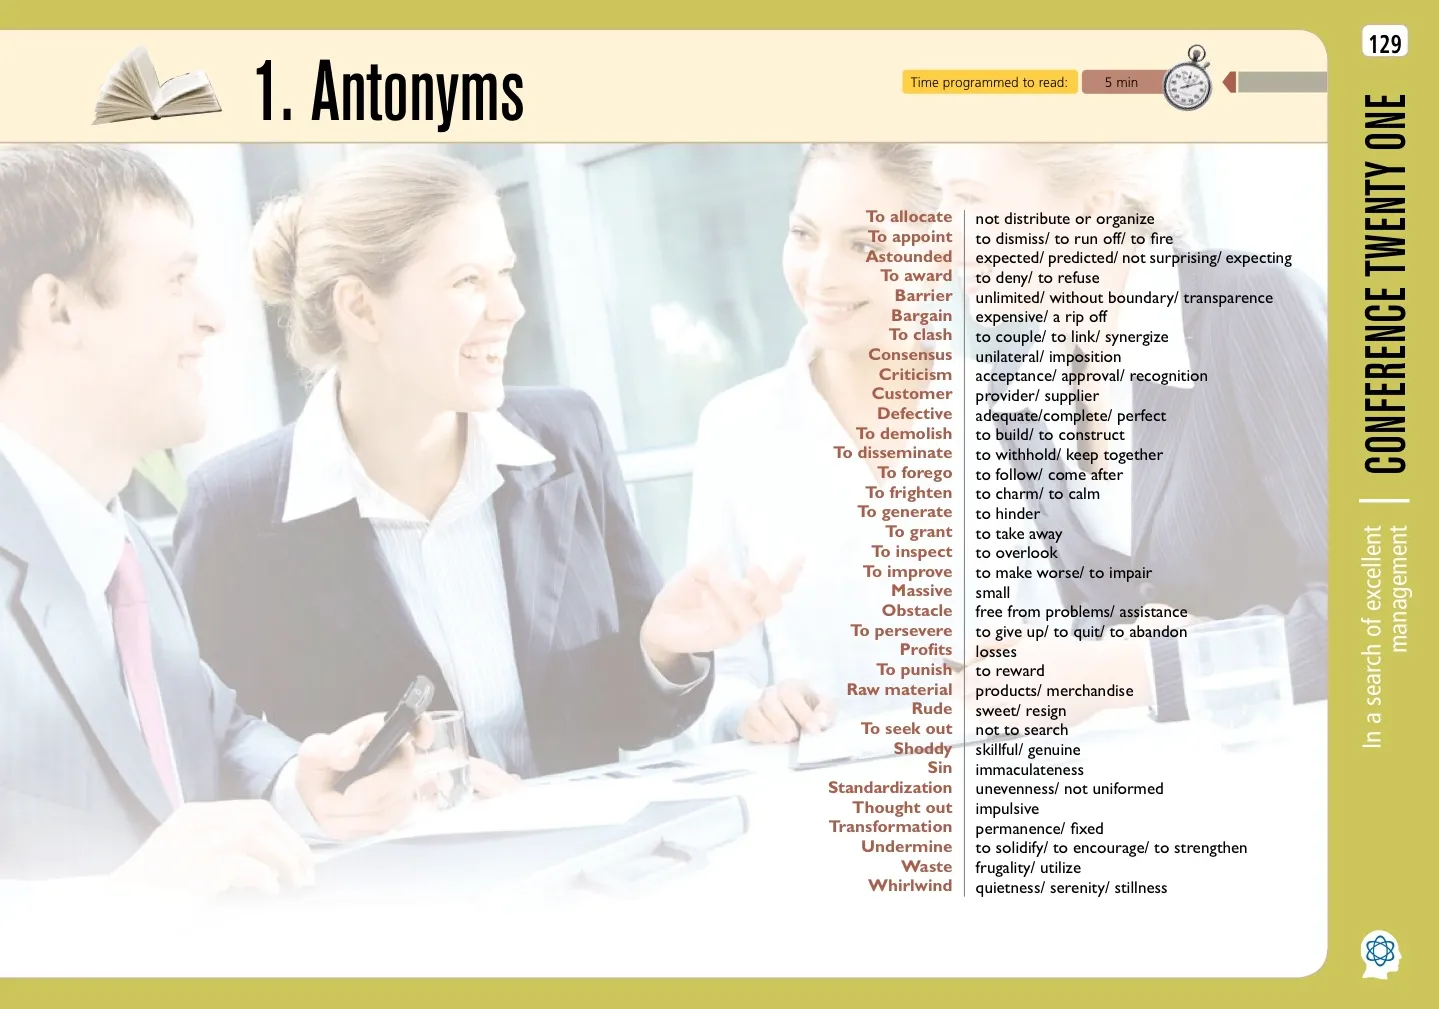 1. Antonyms
Time programmed to read:
5 min
129
CONFERENCE TWENTY ONE
In a search of excellent
management
To allocate not distribute or organize
To appoint to dismiss/ to run off/ to fire
Astounded expected/ predicted/ not surprising/ expecting
To award to deny/ to refuse
Barrier unlimited/ without boundary/ transparence
Bargain expensive/ a rip off
To clash to couple/ to link/ synergize
Consensus unilateral/ imposition
Criticism acceptance/ approval/ recognition
Customer provider/ supplier
Defective adequate/complete/ perfect
To demolish to build/ to construct
To disseminate to withhold/ keep together
To forego to follow/ come after
To frighten to charm/ to calm
To generate to hinder
To grant to take away
To inspect to overlook
To improve to make worse/ to impair
Massive small
Obstacle free from problems/ assistance
To persevere to give up/ to quit/ to abandon
Profits losses
To punish to reward
Raw material products/ merchandise
Rude sweet/ resign
To seek out not to search
Shoddy skillful/ genuine
Sin immaculateness
Standardization unevenness/ not uniformed
Thought out impulsive
Transformation permanence/ fixed
Undermine to solidify/ to encourage/ to strengthen
Waste frugality/ utilize
Whirlwind quietness/ serenity/ stillness